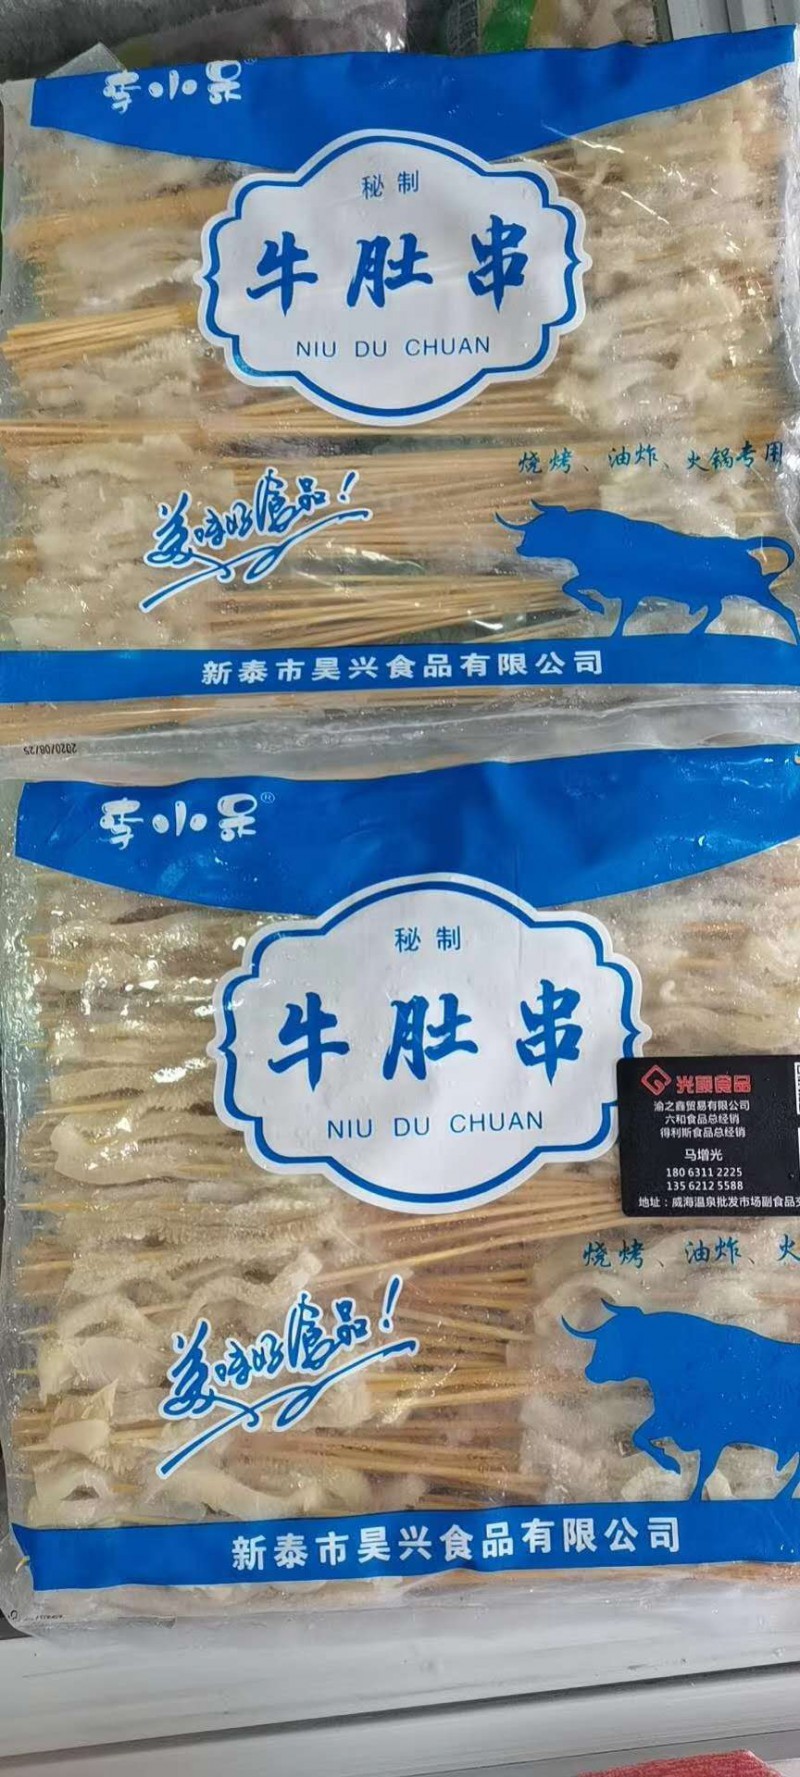 李小呆
秘制
牛肚串
NIU DU CHUAN
烧烤、油炸、火锅专用
美味好食品！
新泰市昊兴食品有限公司
2020/08/25
李小呆®
秘制
牛肚串
NIU DU CHUAN
渝之鑫贸易有限公司
六和食品总经销
得利斯食品总经销
马增光
180 6311 2225
135 6212 5588
地址：威海温泉批发市场副食品
烧烤、油炸、火
美味好食品！
新泰市昊兴食品有限公司